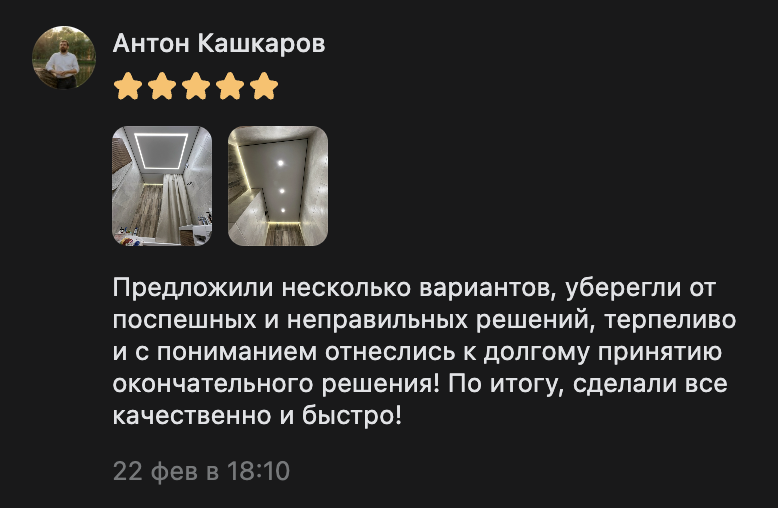 Антон Кашкаров
Предложили несколько вариантов, уберегли от
поспешных и неправильных решений, терпеливо
и с пониманием отнеслись к долгому принятию
окончательного решения! По итогу, сделали все
качественно и быстро!
22 фев в 18:10